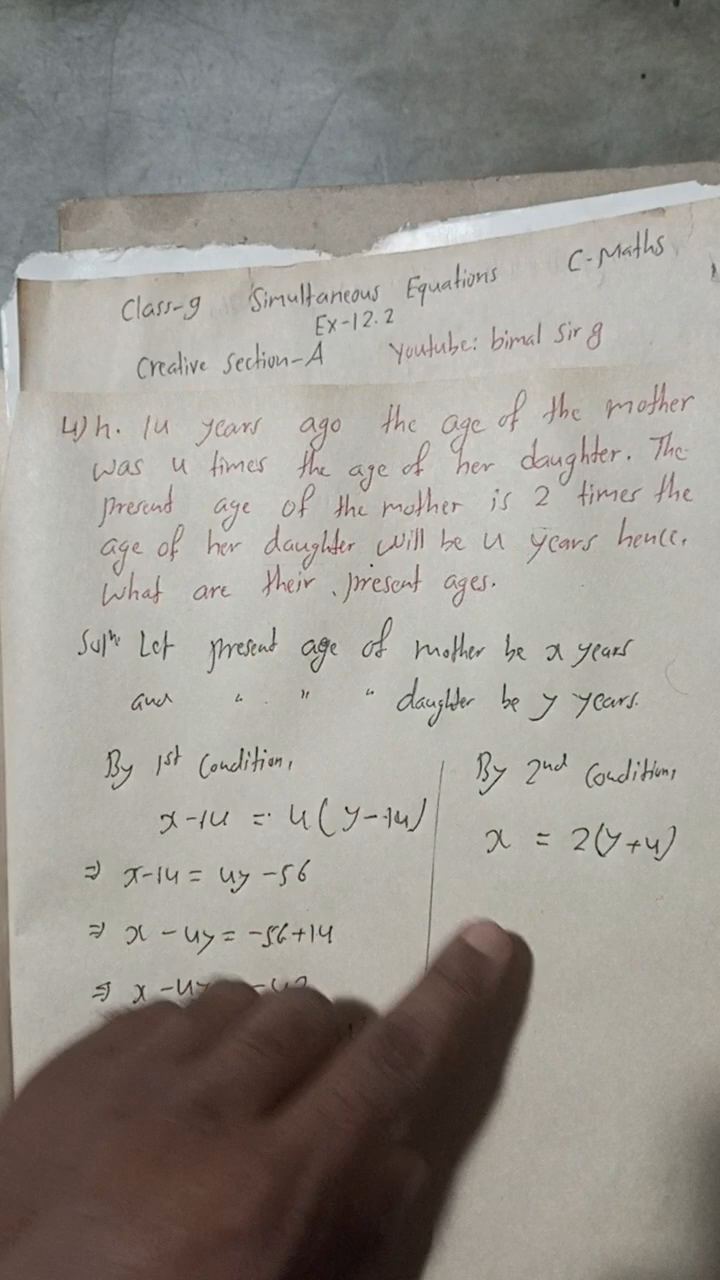 Class-9 Simultaneous Equations C-Maths
Ex-12.2
Creative Section-A Youtube: bimal Sir 9
4) h. 14 years ago the age of the mother
was 4 times the age of her daughter. The
present age of the mother is 2 times the
age of her daughter will be 4 years hence.
What are their present ages.
Solⁿ Let present age of mother be x years
and " " " daughter be y years.
By 1st Condition,
x-14 = 4(y-14)
⇒ x-14 = 4y -56
⇒ x - 4y = -56+14
⇒ x -4y
By 2nd Condition,
x = 2(y+4)